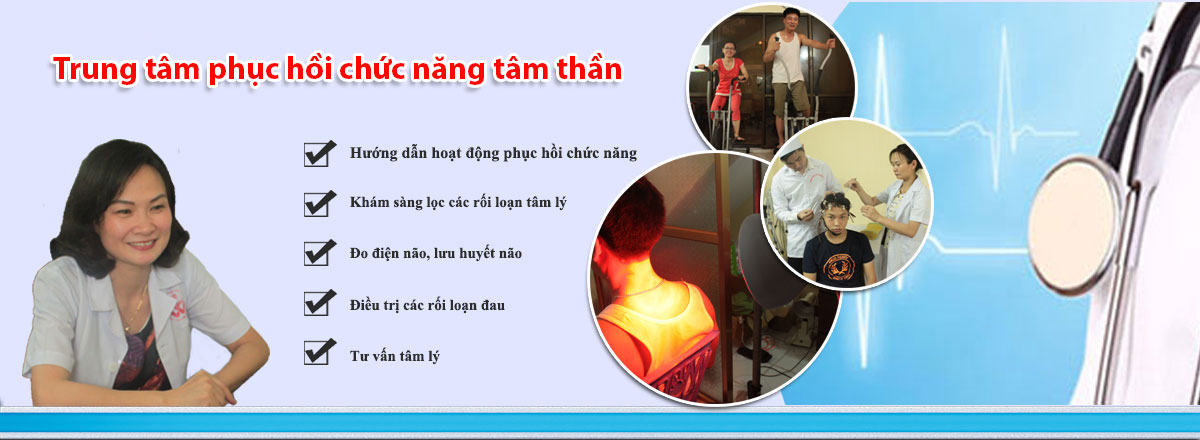 Trung tâm phục hồi chức năng tâm thần
Hướng dẫn hoạt động phục hồi chức năng
Khám sàng lọc các rối loạn tâm lý
Đo điện não, lưu huyết não
Điều trị các rối loạn đau
Tư vấn tâm lý